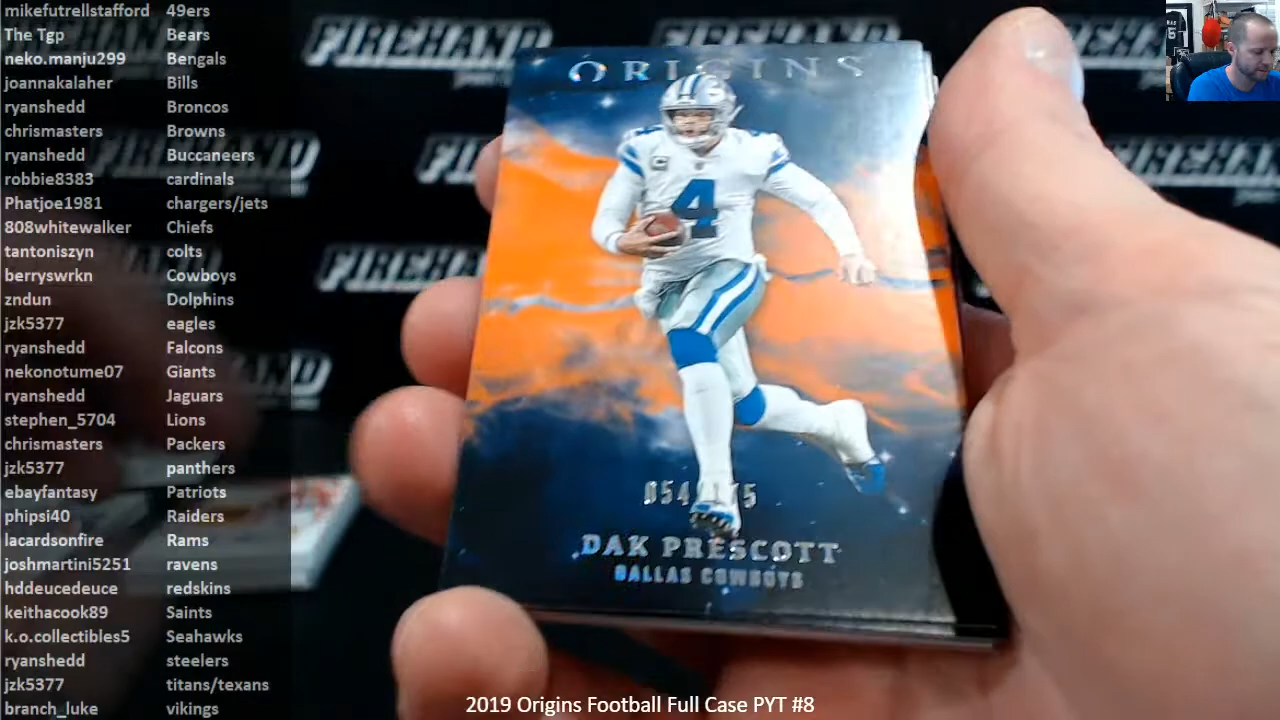 mikefutrellstafford 49ers
The Tgp Bears
neko.manju299 Bengals
joannakalaher Bills
ryanshedd Broncos
chrismasters Browns
ryanshedd Buccaneers
robbie8383 cardinals
Phatjoe1981 chargers/jets
808whitewalker Chiefs
tantoniszyn colts
berryswrkn Cowboys
zndun Dolphins
jzk5377 eagles
ryanshedd Falcons
nekonotume07 Giants
ryanshedd Jaguars
stephen_5704 Lions
chrismasters Packers
jzk5377 panthers
ebayfantasy Patriots
phipsi40 Raiders
lacardsonfire Rams
joshmartini5251 ravens
hddeucedeuce redskins
keithacook89 Saints
k.o.collectibles5 Seahawks
ryanshedd steelers
jzk5377 titans/texans
branch_luke vikings
FIREHAND
ORIGINS
4
DAK PRESCOTT
DALLAS COWBOYS
2019 Origins Football Full Case PYT #8